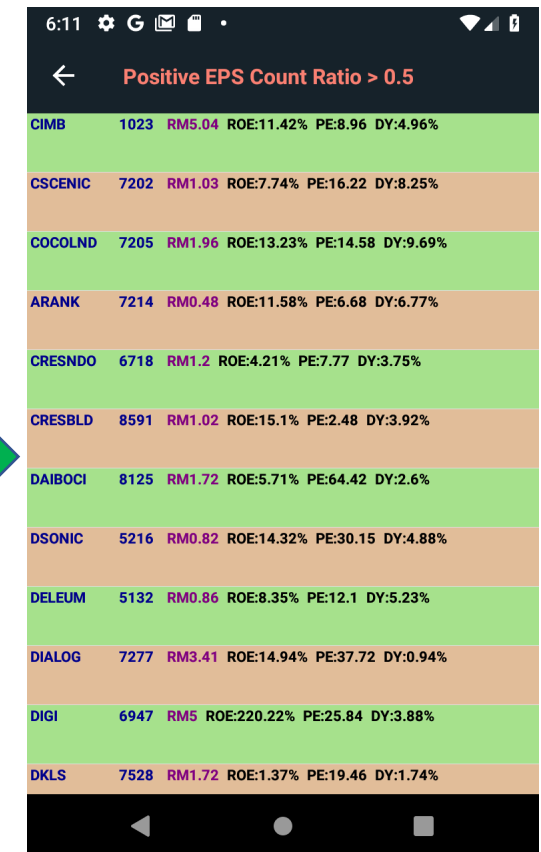 6:11
Positive EPS Count Ratio > 0.5
CIMB 1023 RM5.04 ROE:11.42% PE:8.96 DY:4.96%
CSCENIC 7202 RM1.03 ROE:7.74% PE:16.22 DY:8.25%
COCOLND 7205 RM1.96 ROE:13.23% PE:14.58 DY:9.69%
ARANK 7214 RM0.48 ROE:11.58% PE:6.68 DY:6.77%
CRESNDO 6718 RM1.2 ROE:4.21% PE:7.77 DY:3.75%
CRESBLD 8591 RM1.02 ROE:15.1% PE:2.48 DY:3.92%
DAIBOCI 8125 RM1.72 ROE:5.71% PE:64.42 DY:2.6%
DSONIC 5216 RM0.82 ROE:14.32% PE:30.15 DY:4.88%
DELEUM 5132 RM0.86 ROE:8.35% PE:12.1 DY:5.23%
DIALOG 7277 RM3.41 ROE:14.94% PE:37.72 DY:0.94%
DIGI 6947 RM5 ROE:220.22% PE:25.84 DY:3.88%
DKLS 7528 RM1.72 ROE:1.37% PE:19.46 DY:1.74%